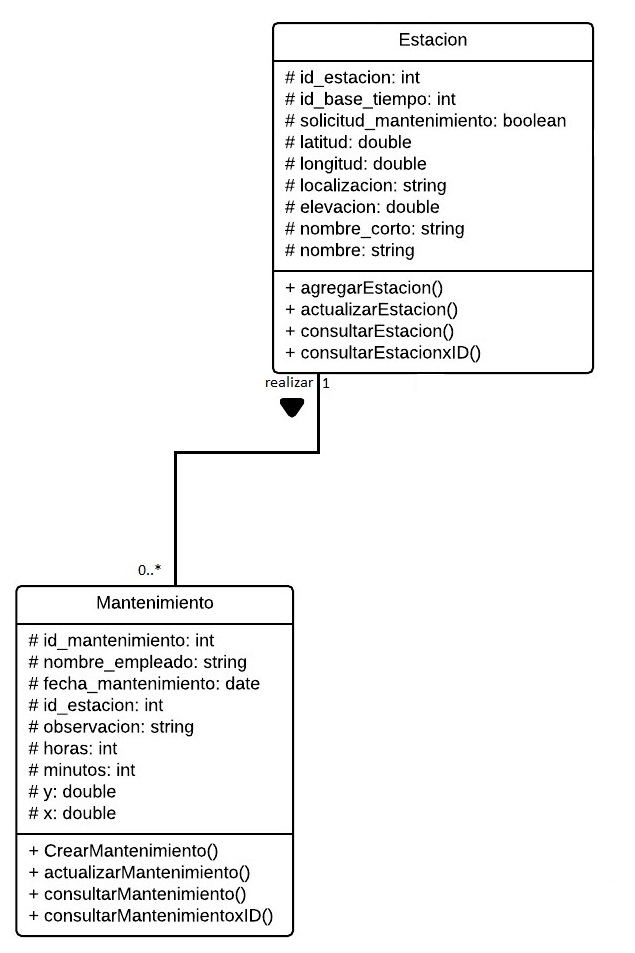 Estacion
# id_estacion: int
# id_base_tiempo: int
# solicitud_mantenimiento: boolean
# latitud: double
# longitud: double
# localizacion: string
# elevacion: double
# nombre_corto: string
# nombre: string
+ agregarEstacion()
+ actualizarEstacion()
+ consultarEstacion()
+ consultarEstacionxID()
realizar 1
0..*
Mantenimiento
# id_mantenimiento: int
# nombre_empleado: string
# fecha_mantenimiento: date
# id_estacion: int
# observacion: string
# horas: int
# minutos: int
# y: double
# x: double
+ CrearMantenimiento()
+ actualizarMantenimiento()
+ consultarMantenimiento()
+ consultarMantenimientoxID()